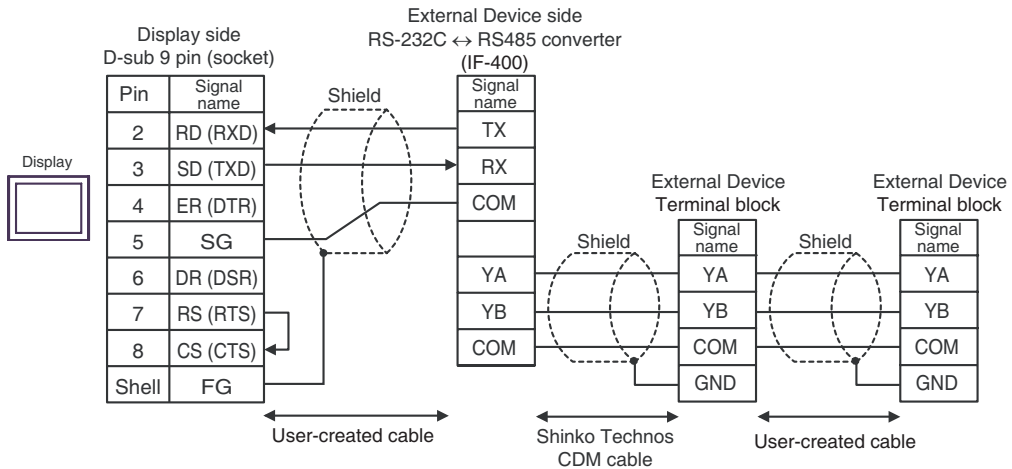 External Device side
RS-232C ↔ RS485 converter
(IF-400)
Display side
D-sub 9 pin (socket)
Display
Pin
Signal name
2
RD (RXD)
3
SD (TXD)
4
ER (DTR)
5
SG
6
DR (DSR)
7
RS (RTS)
8
CS (CTS)
Shell
FG
Shield
User-created cable
Signal name
TX
RX
COM
YA
YB
COM
Shield
Shinko Technos
CDM cable
External Device
Terminal block
Signal name
YA
YB
COM
GND
Shield
User-created cable
External Device
Terminal block
Signal name
YA
YB
COM
GND